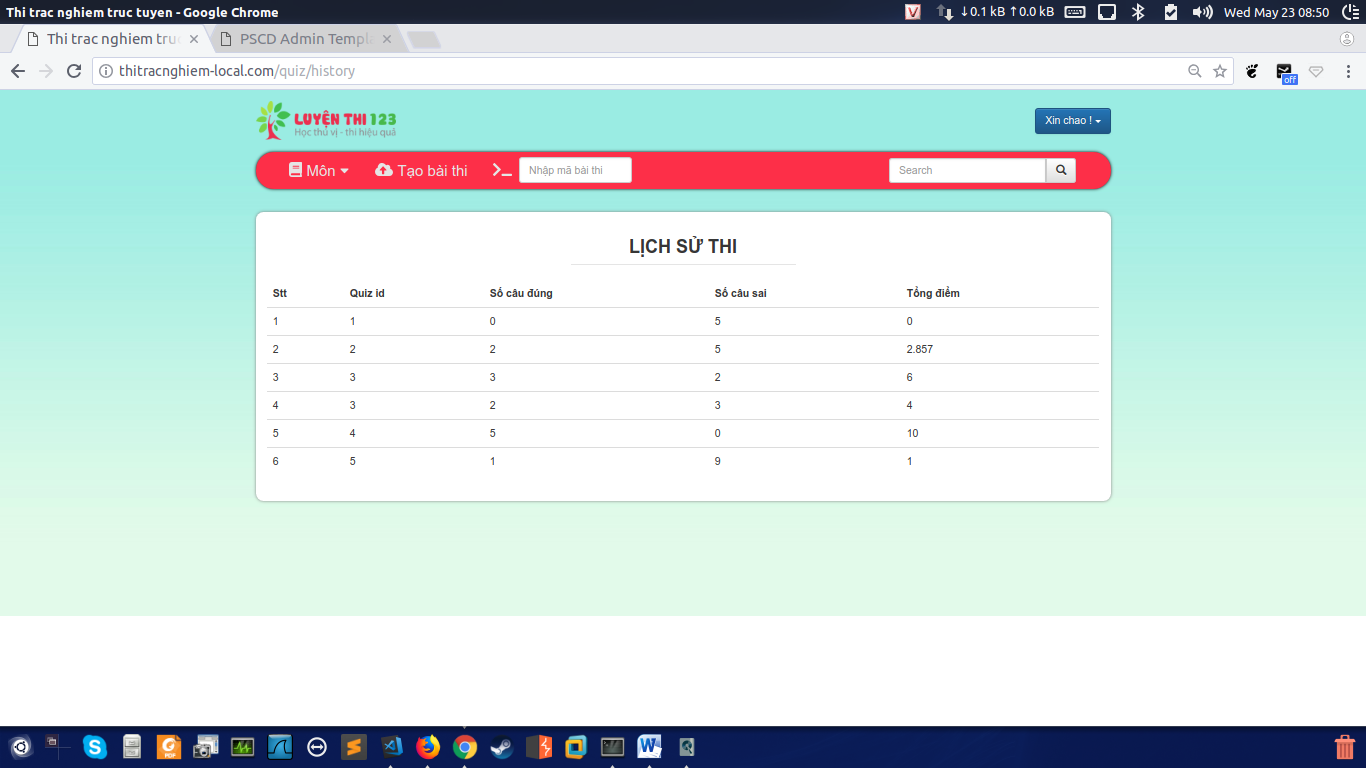 Thi trac nghiem truc tuyen - Google Chrome
↓0.1 kB ↑0.0 kB
Wed May 23 08:50
Thi trac nghiem truc
PSCD Admin Templa
thitracnghiem-local.com/quiz/history
off
LUYỆN THI 123
Học thú vị - thi hiệu quả
Xin chao !
Môn
Tạo bài thi
Nhập mã bài thi
Search
LỊCH SỬ THI
Stt Quiz id Số câu đúng Số câu sai Tổng điểm
1 1 0 5 0
2 2 2 5 2.857
3 3 3 2 6
4 3 2 3 4
5 4 5 0 10
6 5 1 9 1